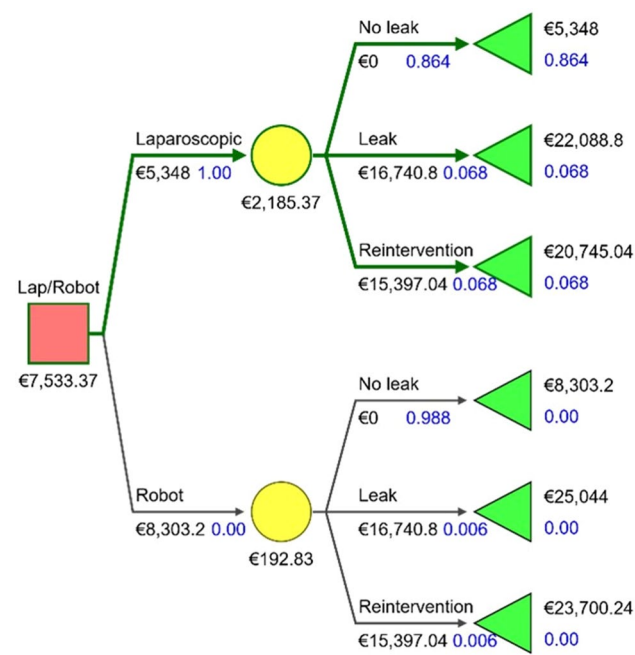 No leak
€0 0.864
€5,348
0.864
Laparoscopic
€5,348 1.00
€2,185.37
Leak
€16,740.8 0.068
€22,088.8
0.068
Reintervention
€15,397.04 0.068
€20,745.04
0.068
Lap/Robot
€7,533.37
No leak
€0 0.988
€8,303.2
0.00
Robot
€8,303.2 0.00
€192.83
Leak
€16,740.8 0.006
€25,044
0.00
Reintervention
€15,397.04 0.006
€23,700.24
0.00